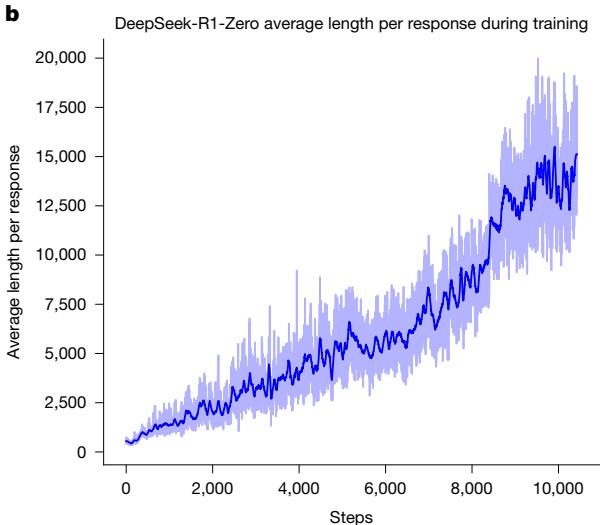 b
DeepSeek-R1-Zero average length per response during training
20,000
17,500
15,000
12,500
10,000
7,500
5,000
2,500
0
Average length per response
0 2,000 4,000 6,000 8,000 10,000
Steps